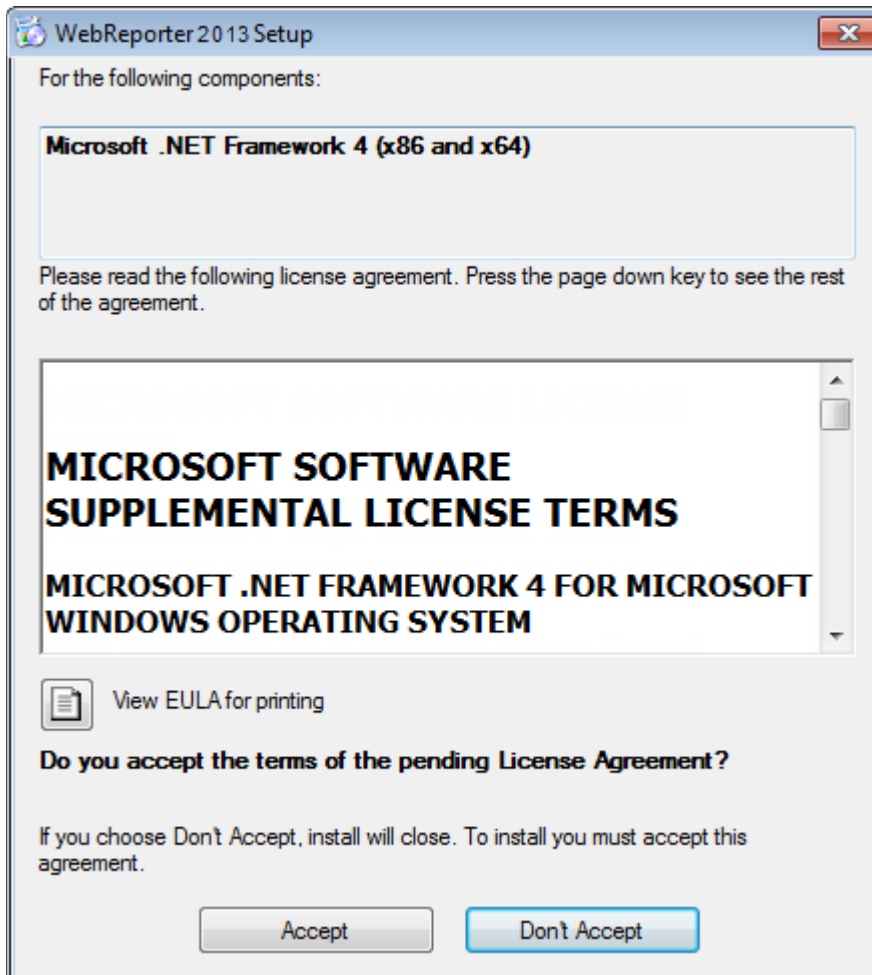 WebReporter 2013 Setup
For the following components:
Microsoft .NET Framework 4 (x86 and x64)
Please read the following license agreement. Press the page down key to see the rest
of the agreement.
MICROSOFT SOFTWARE
SUPPLEMENTAL LICENSE TERMS
MICROSOFT .NET FRAMEWORK 4 FOR MICROSOFT
WINDOWS OPERATING SYSTEM
View EULA for printing
Do you accept the terms of the pending License Agreement?
If you choose Don't Accept, install will close. To install you must accept this
agreement.
Accept
Don't Accept